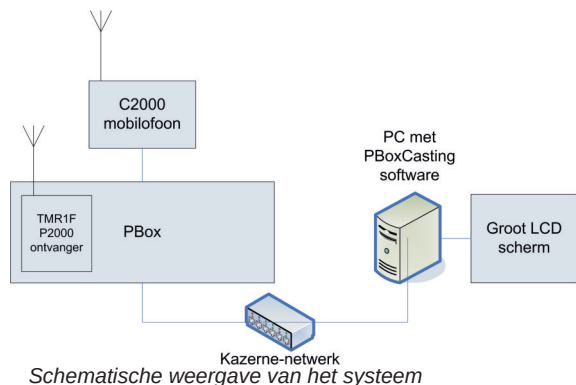 C2000
mobilofoon
TMR1F
P2000
ontvanger
PBox
PC met
PBoxCasting
software
Groot LCD
scherm
Kazerne-netwerk
Schematische weergave van het systeem